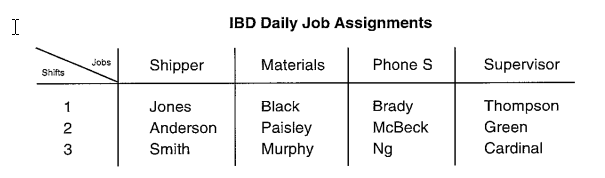 IBD Daily Job Assignments
Jobs Shipper Materials Phone S Supervisor
Shifts
1 Jones Black Brady Thompson
2 Anderson Paisley McBeck Green
3 Smith Murphy Ng Cardinal